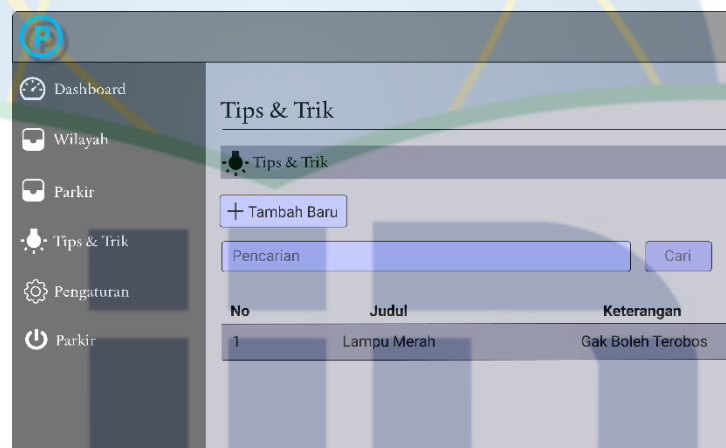 P
Dashboard
Wilayah
Parkir
Tips & Trik
Pengaturan
Parkir
Tips & Trik
Tips & Trik
+ Tambah Baru
Pencarian Cari
No Judul Keterangan
1 Lampu Merah Gak Boleh Terobos